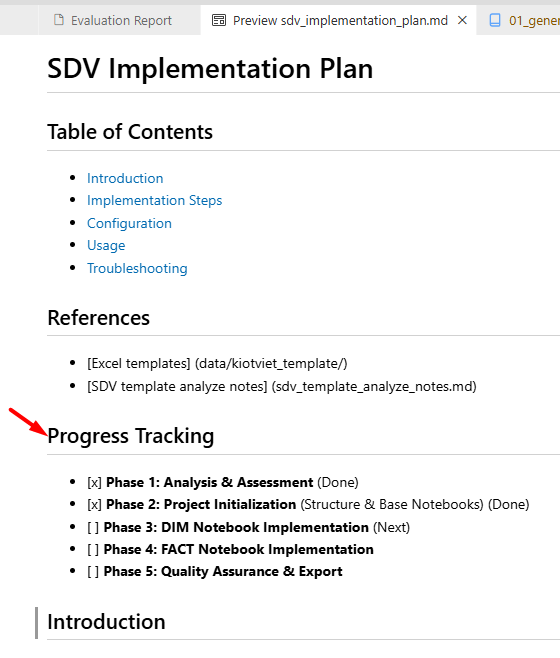 Evaluation Report
Preview sdv_implementation_plan.md
01_gener
SDV Implementation Plan
Table of Contents
Introduction
Implementation Steps
Configuration
Usage
Troubleshooting
References
[Excel templates] (data/kiotviet_template/)
[SDV template analyze notes] (sdv_template_analyze_notes.md)
Progress Tracking
[x] Phase 1: Analysis & Assessment (Done)
[x] Phase 2: Project Initialization (Structure & Base Notebooks) (Done)
[ ] Phase 3: DIM Notebook Implementation (Next)
[ ] Phase 4: FACT Notebook Implementation
[ ] Phase 5: Quality Assurance & Export
Introduction